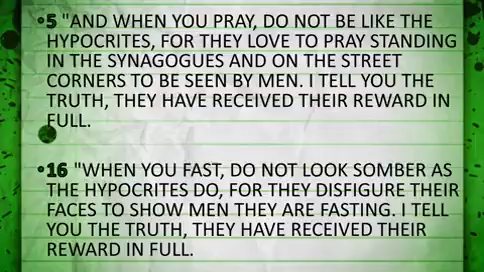 •5 "AND WHEN YOU PRAY, DO NOT BE LIKE THE
HYPOCRITES, FOR THEY LOVE TO PRAY STANDING
IN THE SYNAGOGUES AND ON THE STREET
CORNERS TO BE SEEN BY MEN. I TELL YOU THE
TRUTH, THEY HAVE RECEIVED THEIR REWARD IN
FULL.
•16 "WHEN YOU FAST, DO NOT LOOK SOMBER AS
THE HYPOCRITES DO, FOR THEY DISFIGURE THEIR
FACES TO SHOW MEN THEY ARE FASTING. I TELL
YOU THE TRUTH, THEY HAVE RECEIVED THEIR
REWARD IN FULL.